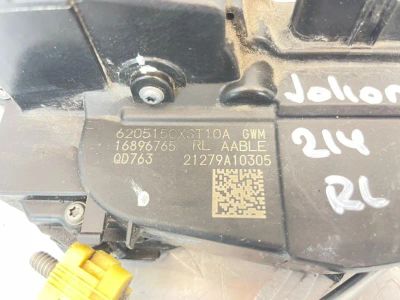 6205150XST10A GWM
16896765 RL AABLE
QD763 21279A10305
Jolion
214
RL